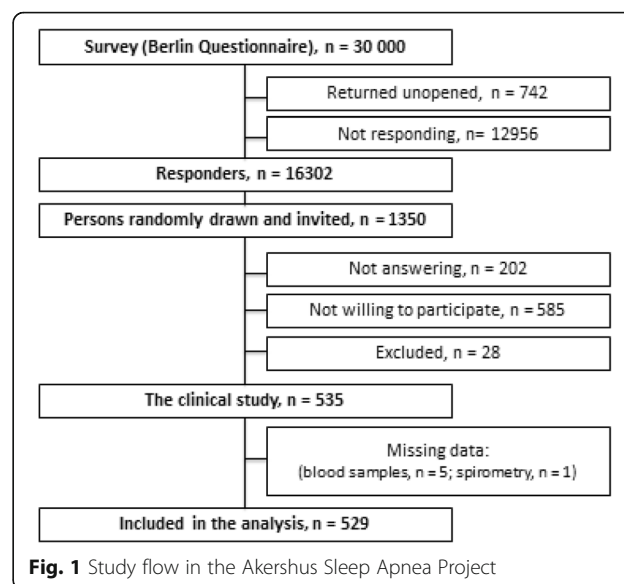 Survey (Berlin Questionnaire), n = 30 000
Returned unopened, n = 742
Not responding, n= 12956
Responders, n = 16302
Persons randomly drawn and invited, n = 1350
Not answering, n = 202
Not willing to participate, n = 585
Excluded, n = 28
The clinical study, n = 535
Missing data:
(blood samples, n = 5; spirometry, n = 1)
Included in the analysis, n = 529
Fig. 1 Study flow in the Akershus Sleep Apnea Project